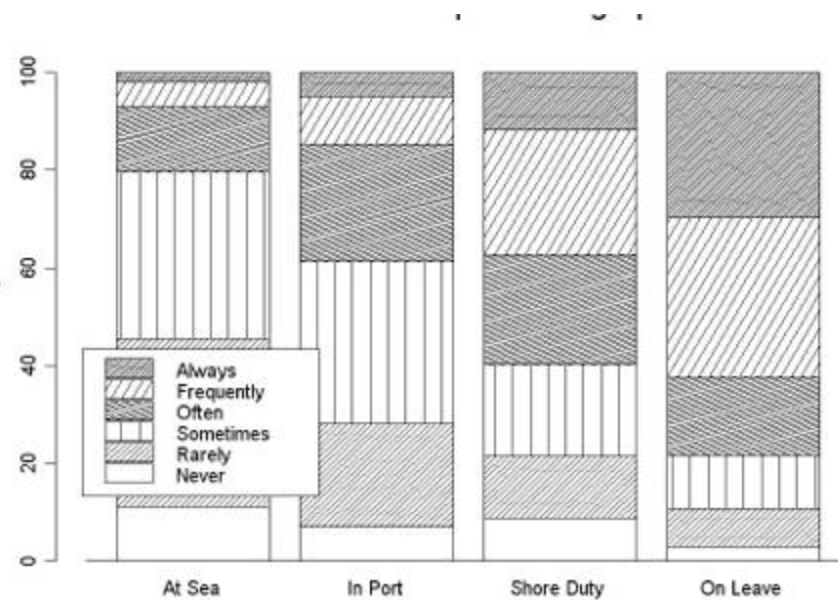 100
80
60
40
20
0
Always
Frequently
Often
Sometimes
Rarely
Never
At Sea In Port Shore Duty On Leave